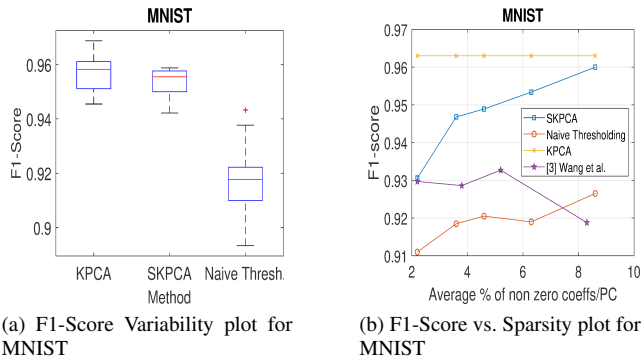 MNIST
0.96
0.94
0.92
0.9
F1-Score
KPCA
SKPCA
Naive Thresh.
Method
(a) F1-Score Variability plot for
MNIST
MNIST
0.97
0.96
0.95
0.94
0.93
0.92
0.91
F1-score
SKPCA
Naive Thresholding
KPCA
[3] Wang et al.
2
4
6
8
10
Average % of non zero coeffs/PC
(b) F1-Score vs. Sparsity plot for
MNIST